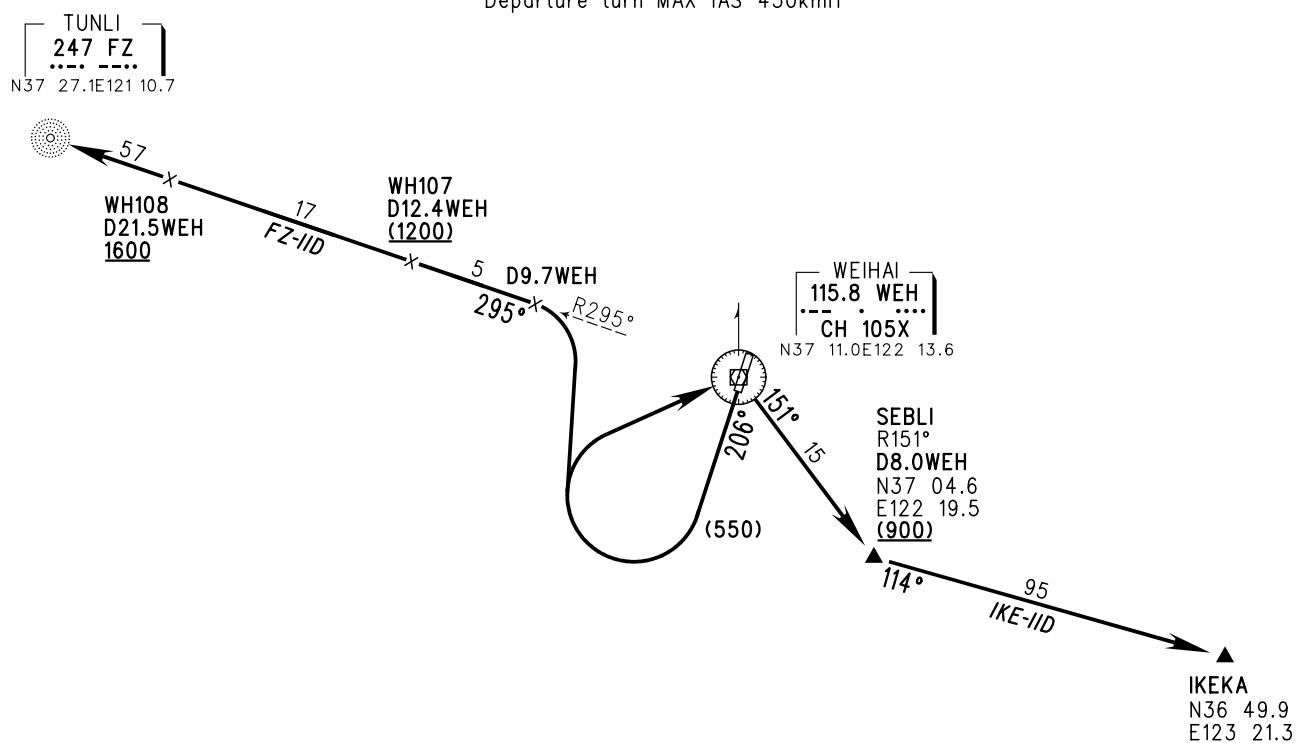 Departure turn MAX IAS 450kmH
TUNLI
247 FZ
N37 27.1E121 10.7
57
WH108
D21.5WEH
1600
17
FZ-IID
WH107
D12.4WEH
(1200)
5
D9.7WEH
295°
R295°
WEIHAI
115.8 WEH
CH 105X
N37 11.0E122 13.6
206°
151°
15
(550)
SEBLI
R151°
D8.0WEH
N37 04.6
E122 19.5
(900)
114°
95
IKE-IID
IKEKA
N36 49.9
E123 21.3